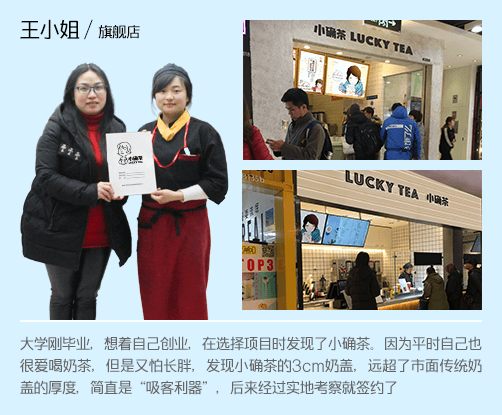 王小姐 / 旗舰店
小确茶 LUCKY TEA
小确茶
LUCKY TEA 小确茶
TOP3
大学刚毕业，想着自己创业，在选择项目时发现了小确茶。因为平时自己也
很爱喝奶茶，但是又怕长胖，发现小确茶的3cm奶盖，远超了市面传统奶
盖的厚度，简直是“吸客利器”，后来经过实地考察就签约了